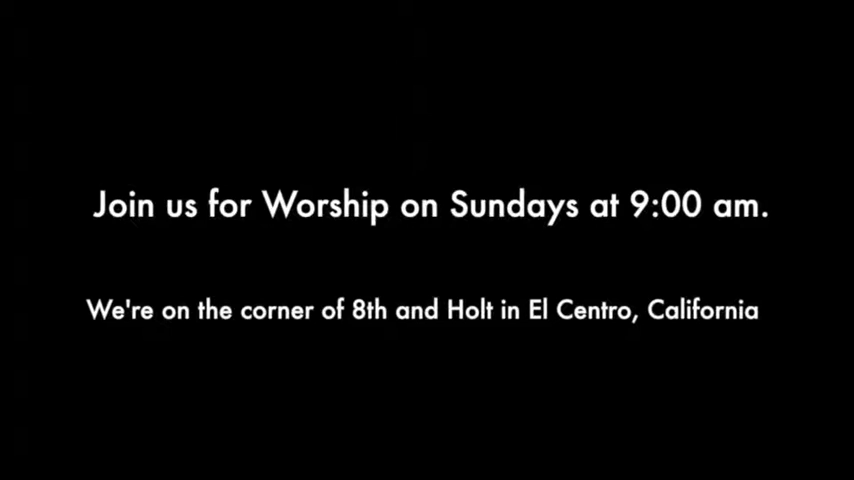 Join us for Worship on Sundays at 9:00 am.
We're on the corner of 8th and Holt in El Centro, California